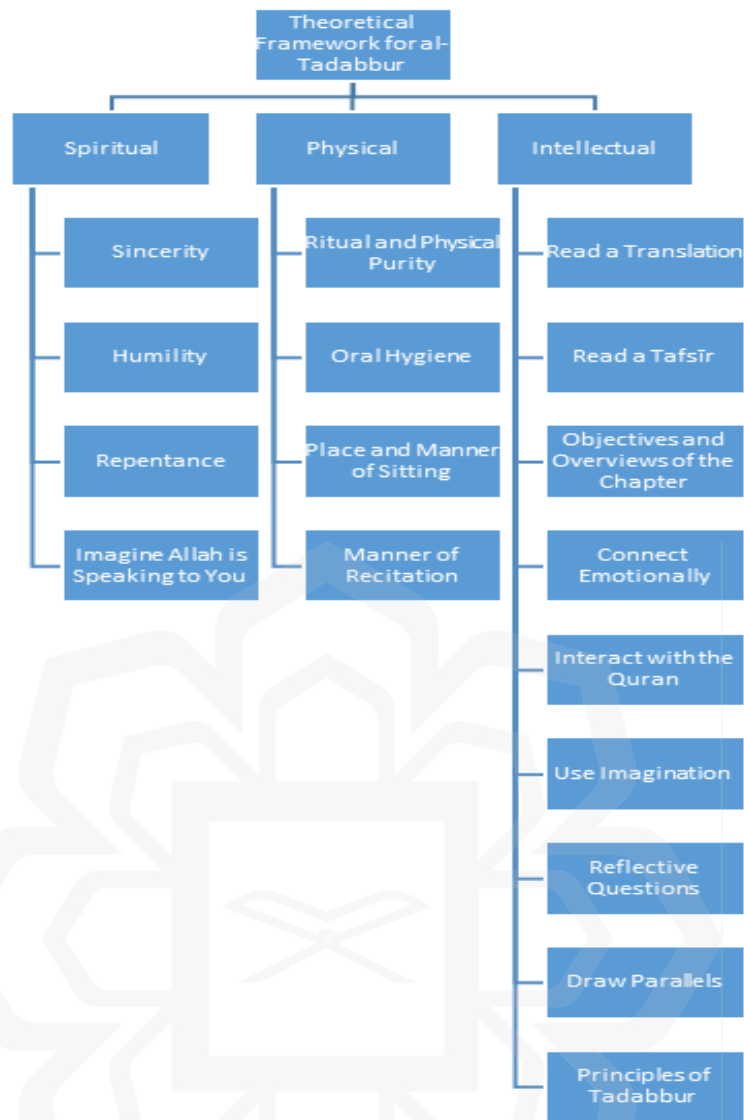 Theoretical
Framework for al-
Tadabbur
Spiritual
Physical
Intellectual
Sincerity
Humility
Repentance
Imagine Allah is
Speaking to You
Ritual and Physical
Purity
Oral Hygiene
Place and Manner
of Sitting
Manner of
Recitation
Read a Translation
Read a Tafsīr
Objectives and
Overviews of the
Chapter
Connect
Emotionally
Interact with the
Quran
Use Imagination
Reflective
Questions
Draw Parallels
Principles of
Tadabbur